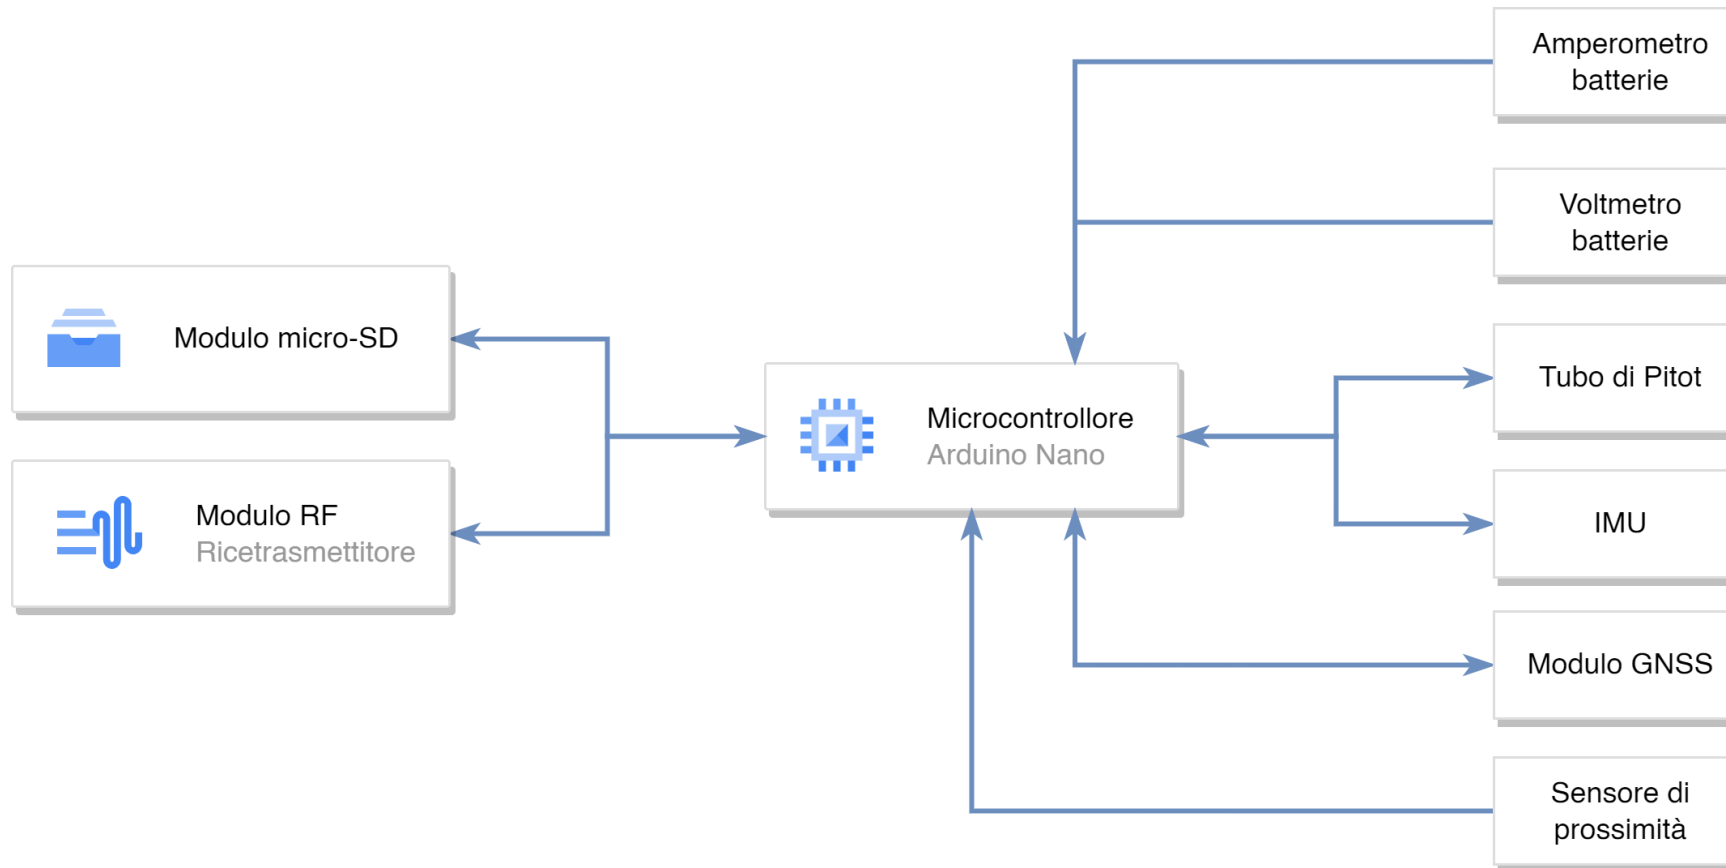 Amperometro
batterie
Voltmetro
batterie
Modulo micro-SD
Tubo di Pitot
Microcontrollore
Arduino Nano
Modulo RF
Ricetrasmettitore
IMU
Modulo GNSS
Sensore di
prossimità